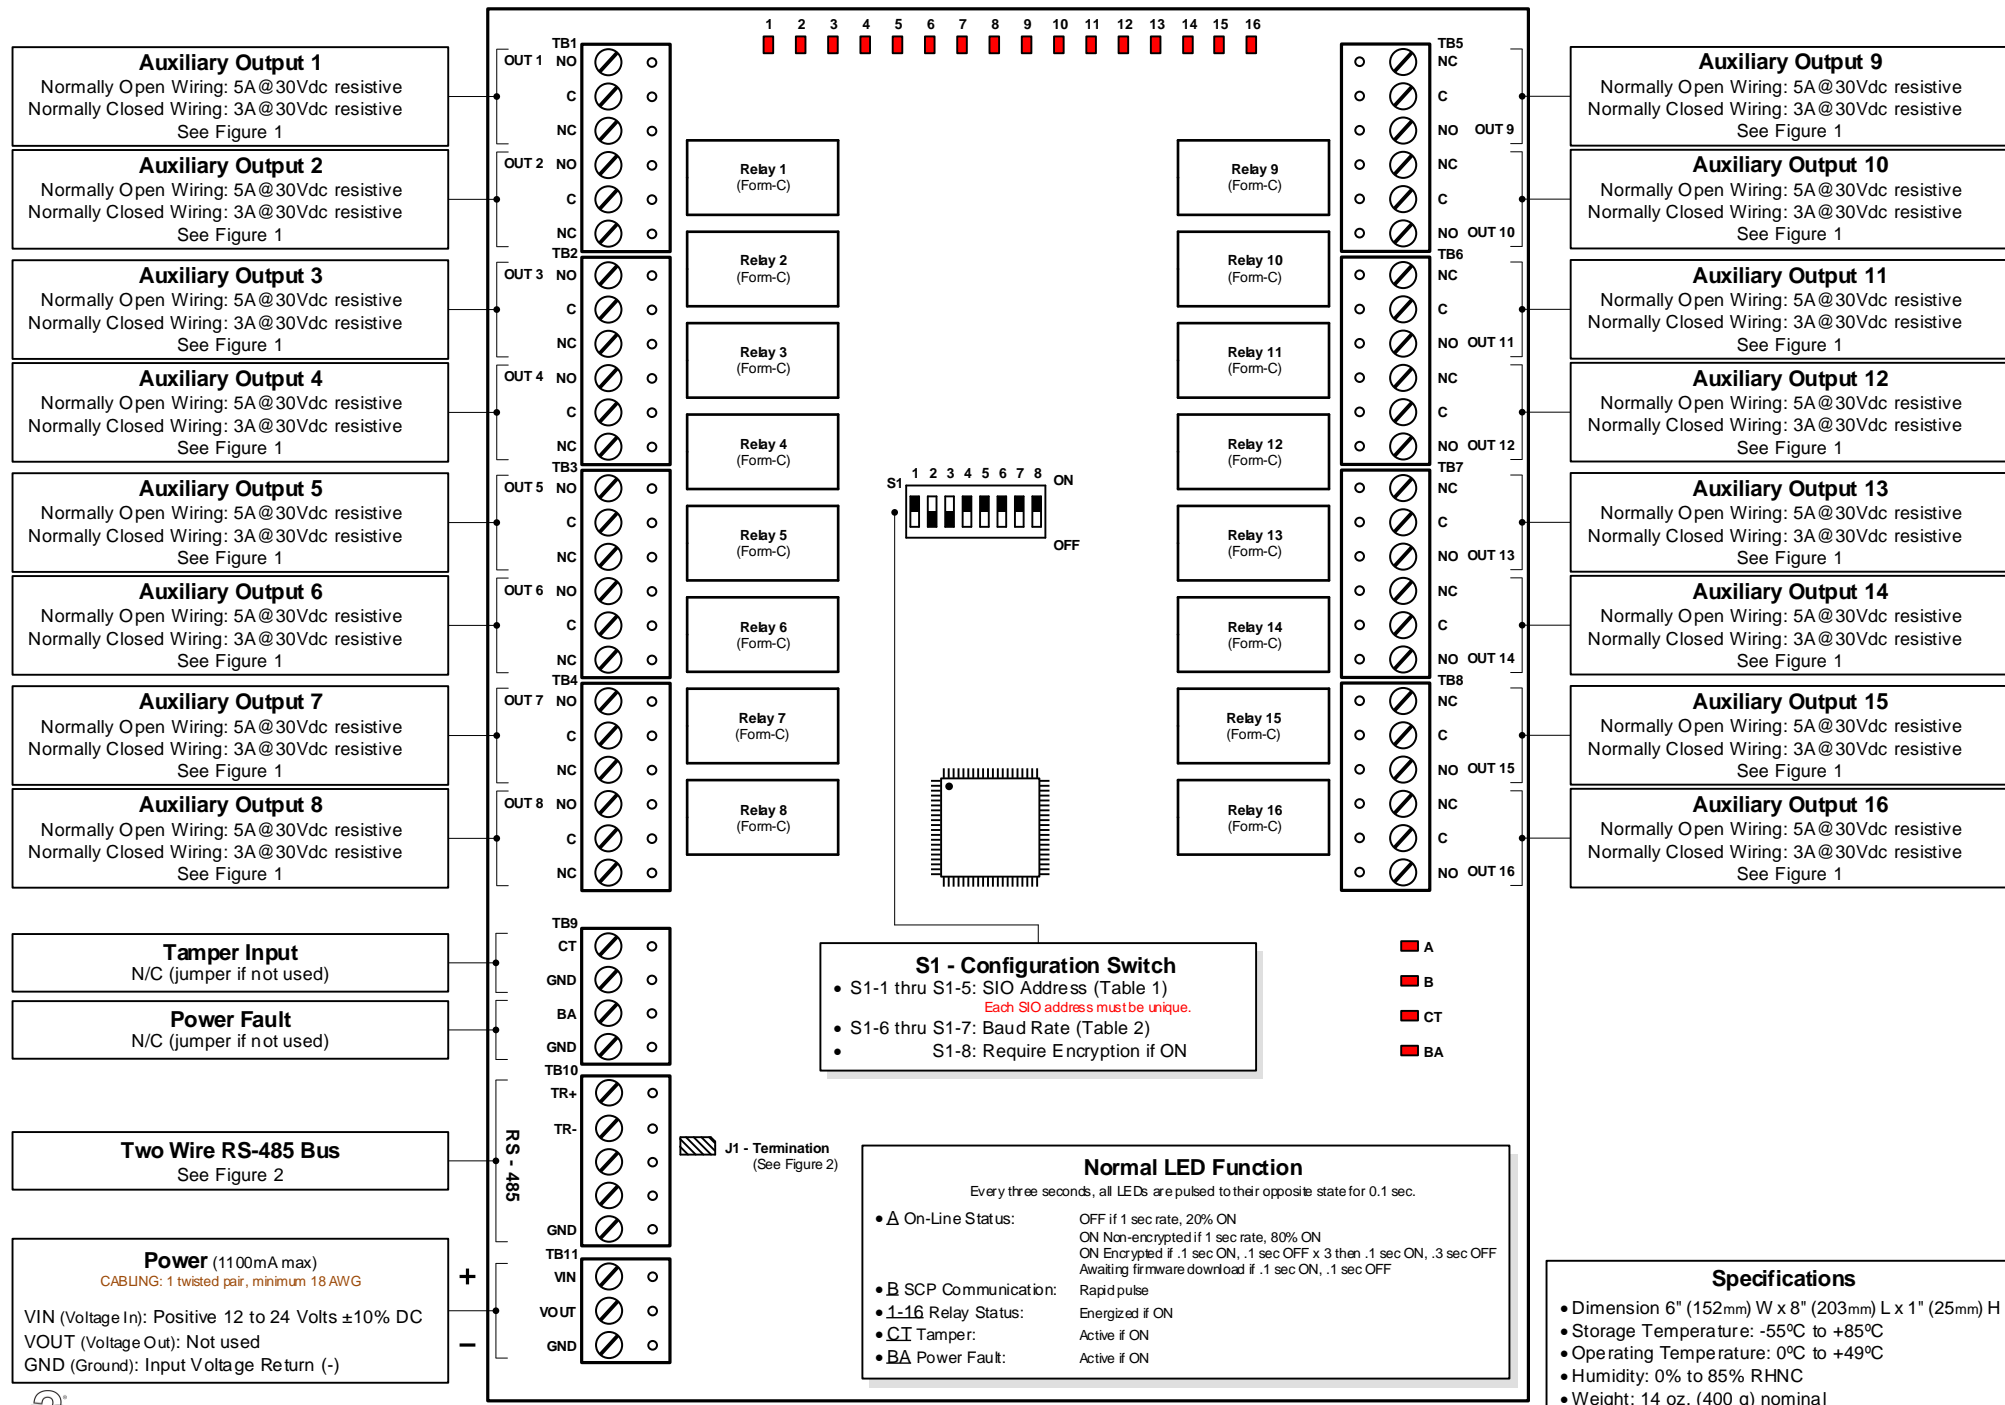 1 2 3 4 5 6 7 8 9 10 11 12 13 14 15 16
Auxiliary Output 1
Normally Open Wiring: 5A@30Vdc resistive
Normally Closed Wiring: 3A@30Vdc resistive
See Figure 1
Auxiliary Output 2
Normally Open Wiring: 5A@30Vdc resistive
Normally Closed Wiring: 3A@30Vdc resistive
See Figure 1
Auxiliary Output 3
Normally Open Wiring: 5A@30Vdc resistive
Normally Closed Wiring: 3A@30Vdc resistive
See Figure 1
Auxiliary Output 4
Normally Open Wiring: 5A@30Vdc resistive
Normally Closed Wiring: 3A@30Vdc resistive
See Figure 1
Auxiliary Output 5
Normally Open Wiring: 5A@30Vdc resistive
Normally Closed Wiring: 3A@30Vdc resistive
See Figure 1
Auxiliary Output 6
Normally Open Wiring: 5A@30Vdc resistive
Normally Closed Wiring: 3A@30Vdc resistive
See Figure 1
Auxiliary Output 7
Normally Open Wiring: 5A@30Vdc resistive
Normally Closed Wiring: 3A@30Vdc resistive
See Figure 1
Auxiliary Output 8
Normally Open Wiring: 5A@30Vdc resistive
Normally Closed Wiring: 3A@30Vdc resistive
See Figure 1
Tamper Input
N/C (jumper if not used)
Power Fault
N/C (jumper if not used)
Two Wire RS-485 Bus
See Figure 2
Power (1100mA max)
CABLING: 1 twisted pair, minimum 18 AWG
VIN (Voltage In): Positive 12 to 24 Volts ±10% DC
VOUT (Voltage Out): Not used
GND (Ground): Input Voltage Return (-)
+
–
TB1
OUT 1 NO
C
NC
OUT 2 NO
C
NC
TB2
OUT 3 NO
C
NC
OUT 4 NO
C
NC
TB3
OUT 5 NO
C
NC
OUT 6 NO
C
NC
TB4
OUT 7 NO
C
NC
OUT 8 NO
C
NC
TB9
CT
GND
BA
GND
TB10
TR+
TR-
RS - 485
GND
TB11
VIN
VOUT
GND
Relay 1
(Form-C)
Relay 2
(Form-C)
Relay 3
(Form-C)
Relay 4
(Form-C)
Relay 5
(Form-C)
Relay 6
(Form-C)
Relay 7
(Form-C)
Relay 8
(Form-C)
S1
1 2 3 4 5 6 7 8
ON
OFF
Relay 9
(Form-C)
Relay 10
(Form-C)
Relay 11
(Form-C)
Relay 12
(Form-C)
Relay 13
(Form-C)
Relay 14
(Form-C)
Relay 15
(Form-C)
Relay 16
(Form-C)
TB5
NC
C
NO OUT 9
NC
C
NO OUT 10
TB6
NC
C
NO OUT 11
NC
C
NO OUT 12
TB7
NC
C
NO OUT 13
NC
C
NO OUT 14
TB8
NC
C
NO OUT 15
NC
C
NO OUT 16
Auxiliary Output 9
Normally Open Wiring: 5A@30Vdc resistive
Normally Closed Wiring: 3A@30Vdc resistive
See Figure 1
Auxiliary Output 10
Normally Open Wiring: 5A@30Vdc resistive
Normally Closed Wiring: 3A@30Vdc resistive
See Figure 1
Auxiliary Output 11
Normally Open Wiring: 5A@30Vdc resistive
Normally Closed Wiring: 3A@30Vdc resistive
See Figure 1
Auxiliary Output 12
Normally Open Wiring: 5A@30Vdc resistive
Normally Closed Wiring: 3A@30Vdc resistive
See Figure 1
Auxiliary Output 13
Normally Open Wiring: 5A@30Vdc resistive
Normally Closed Wiring: 3A@30Vdc resistive
See Figure 1
Auxiliary Output 14
Normally Open Wiring: 5A@30Vdc resistive
Normally Closed Wiring: 3A@30Vdc resistive
See Figure 1
Auxiliary Output 15
Normally Open Wiring: 5A@30Vdc resistive
Normally Closed Wiring: 3A@30Vdc resistive
See Figure 1
Auxiliary Output 16
Normally Open Wiring: 5A@30Vdc resistive
Normally Closed Wiring: 3A@30Vdc resistive
See Figure 1
S1 - Configuration Switch
• S1-1 thru S1-5: SIO Address (Table 1)
Each SIO address must be unique.
• S1-6 thru S1-7: Baud Rate (Table 2)
• S1-8: Require Encryption if ON
A
B
CT
BA
J1 - Termination
(See Figure 2)
Normal LED Function
Every three seconds, all LEDs are pulsed to their opposite state for 0.1 sec.
• A On-Line Status: OFF if 1 sec rate, 20% ON
ON Non-encrypted if 1 sec rate, 80% ON
ON Encrypted if .1 sec ON, .1 sec OFF x 3 then .1 sec ON, .3 sec OFF
Awaiting firmware download if .1 sec ON, .1 sec OFF
• B SCP Communication: Rapid pulse
• 1-16 Relay Status: Energized if ON
• CT Tamper: Active if ON
• BA Power Fault: Active if ON
Specifications
• Dimension 6" (152mm) W x 8" (203mm) L x 1" (25mm) H
• Storage Temperature: -55ºC to +85ºC
• Operating Temperature: 0ºC to +49ºC
• Humidity: 0% to 85% RHNC
• Weight: 14 oz. (400 g) nominal